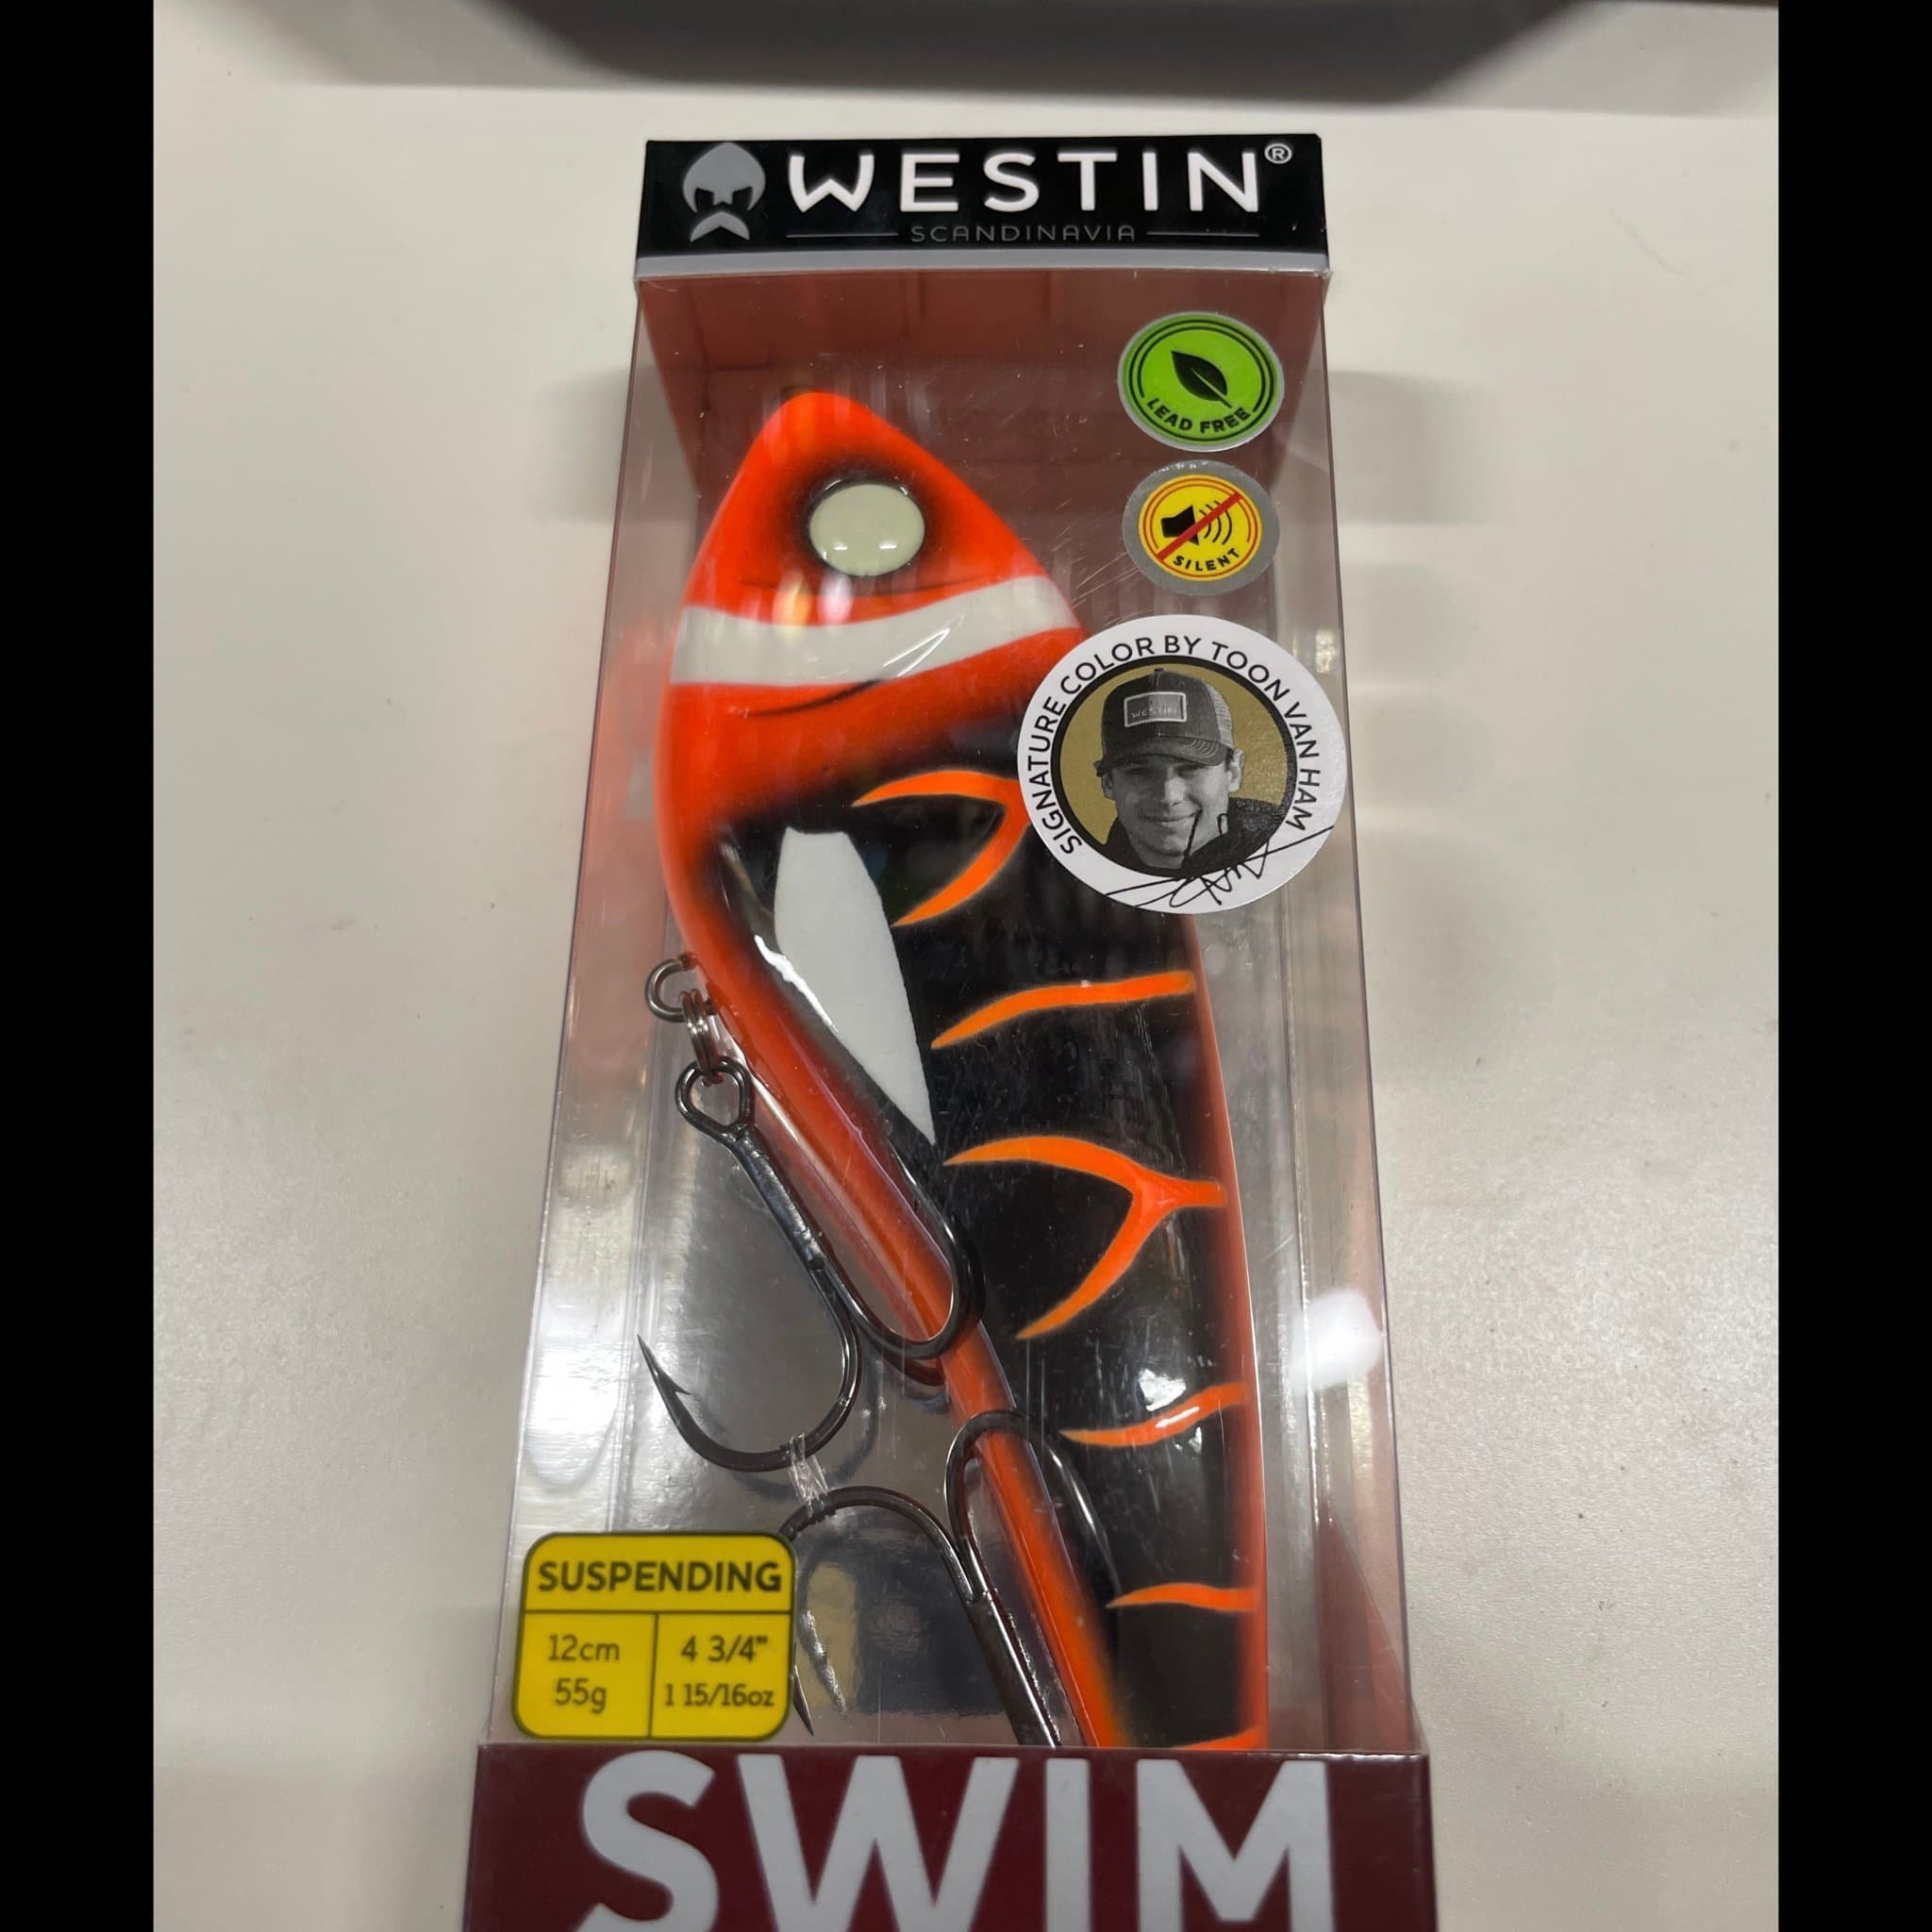 WESTIN®
SCANDINAVIA
LEAD FREE
SILENT
SIGNATURE COLOR BY TOON VAN HAM
WESTIN
SUSPENDING
12cm
55g
4 3/4"
1 15/16oz
SWIM